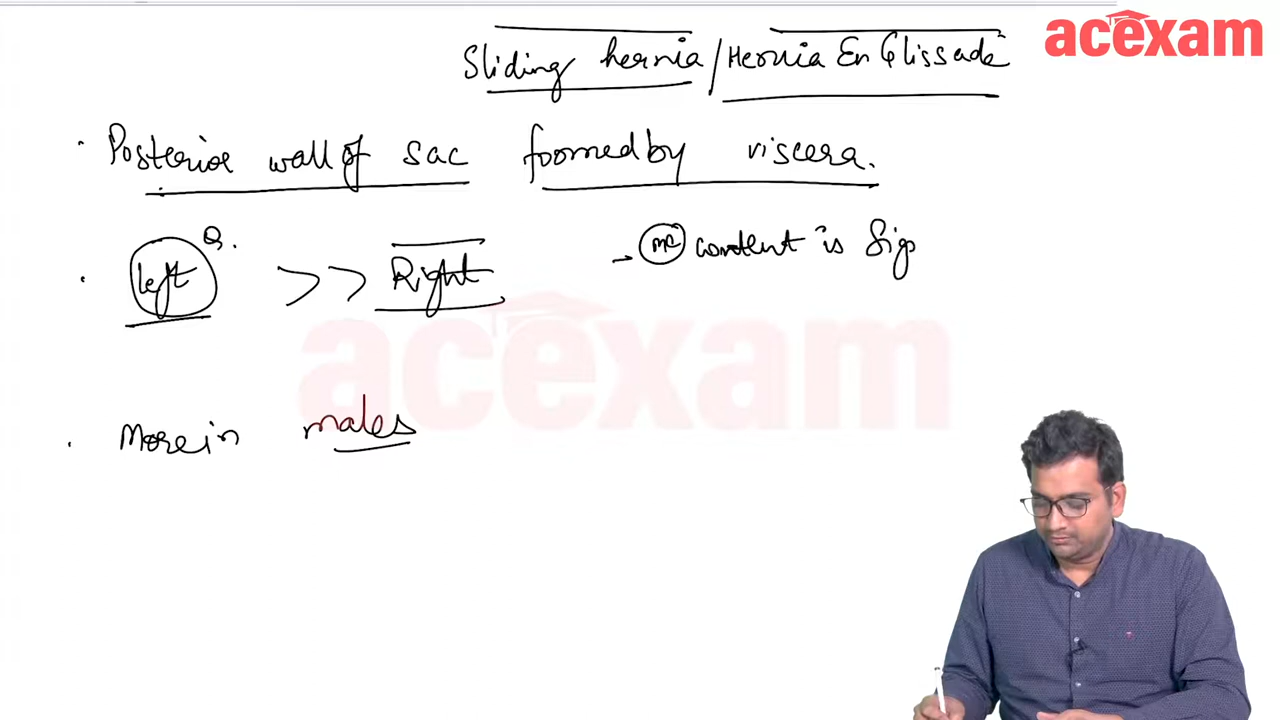 acexam
Sliding hernia / Hernia En Glissade
· Posterior wall of sac formed by viscera.
· left Q. >> Right
→ MC content is Sig
acexam
· More in males